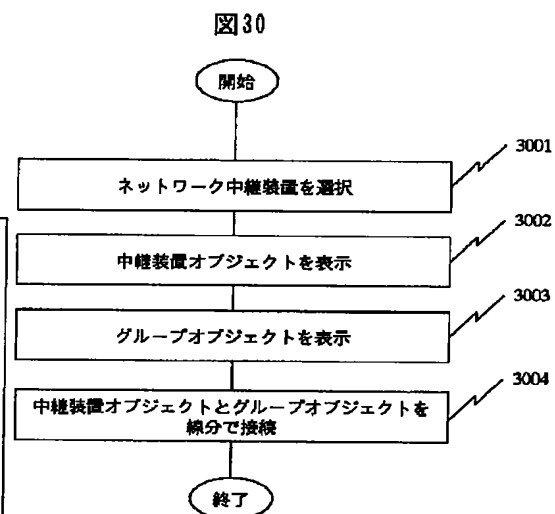 図30
開始
3001
ネットワーク中継装置を選択
3002
中継装置オブジェクトを表示
3003
グループオブジェクトを表示
3004
中継装置オブジェクトとグループオブジェクトを
線分で接続
終了